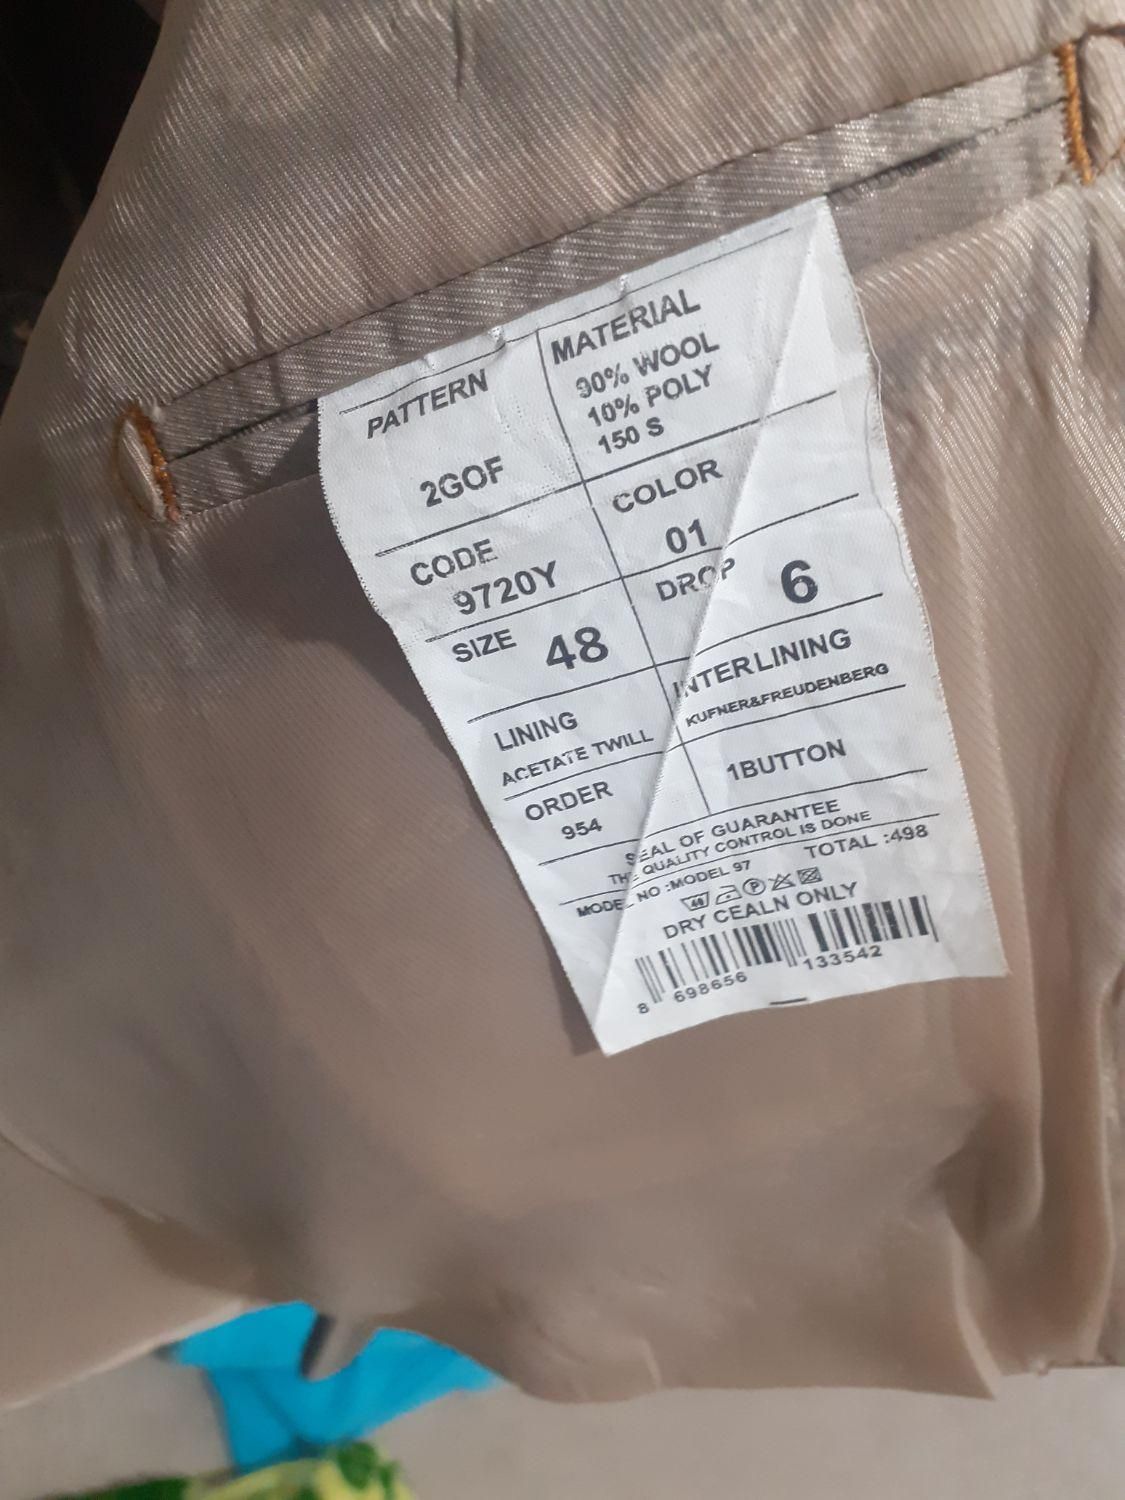 PATTERN
2GOF
MATERIAL
90% WOOL
10% POLY
150 S
CODE
9720Y
COLOR
01
SIZE 48
DROP 6
LINING
ACETATE TWILL
INTERLINING
KUFNER&FREUDENBERG
ORDER
954
1BUTTON
SEAL OF GUARANTEE
THE QUALITY CONTROL IS DONE
MODEL NO :MODEL 97 TOTAL :498
40 P
DRY CEALN ONLY
8 698656 133542